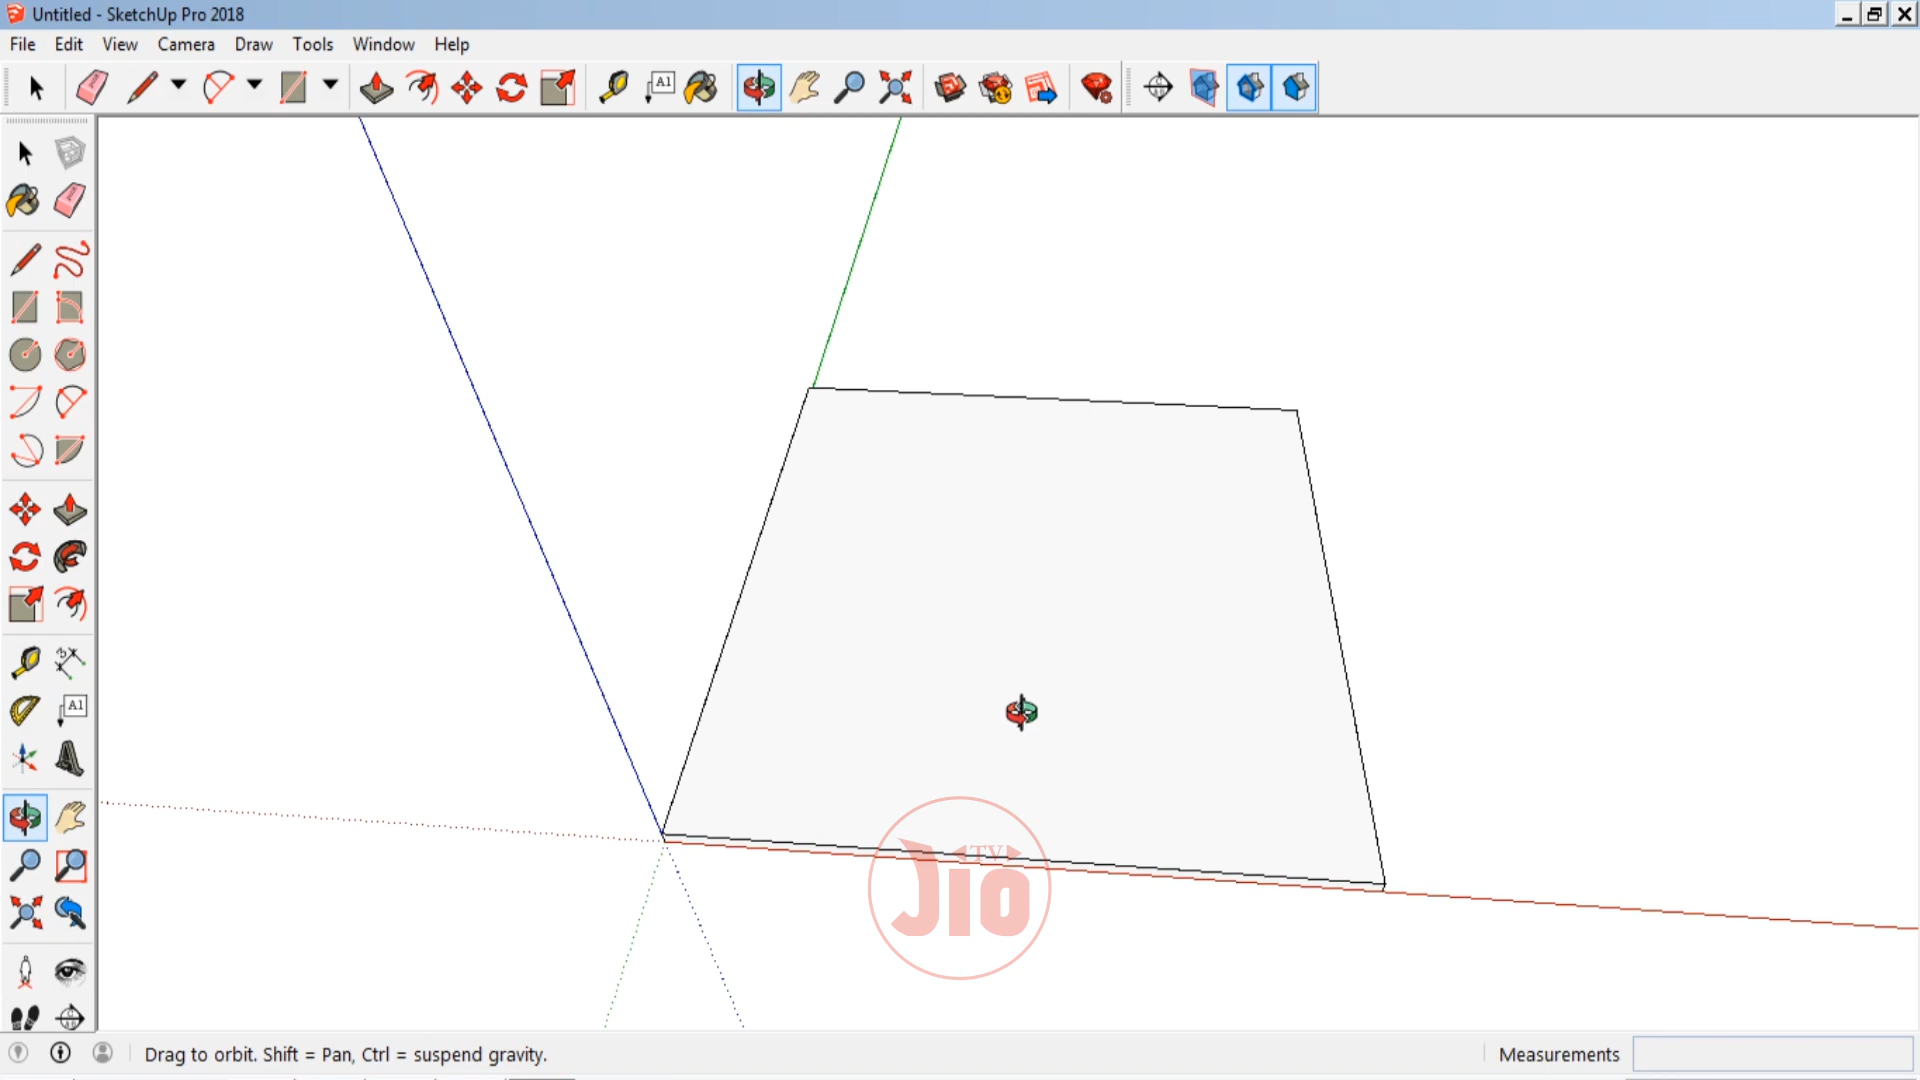 Untitled - SketchUp Pro 2018
File Edit View Camera Draw Tools Window Help
A1
A1
TV
JIO
Drag to orbit. Shift = Pan, Ctrl = suspend gravity.
Measurements